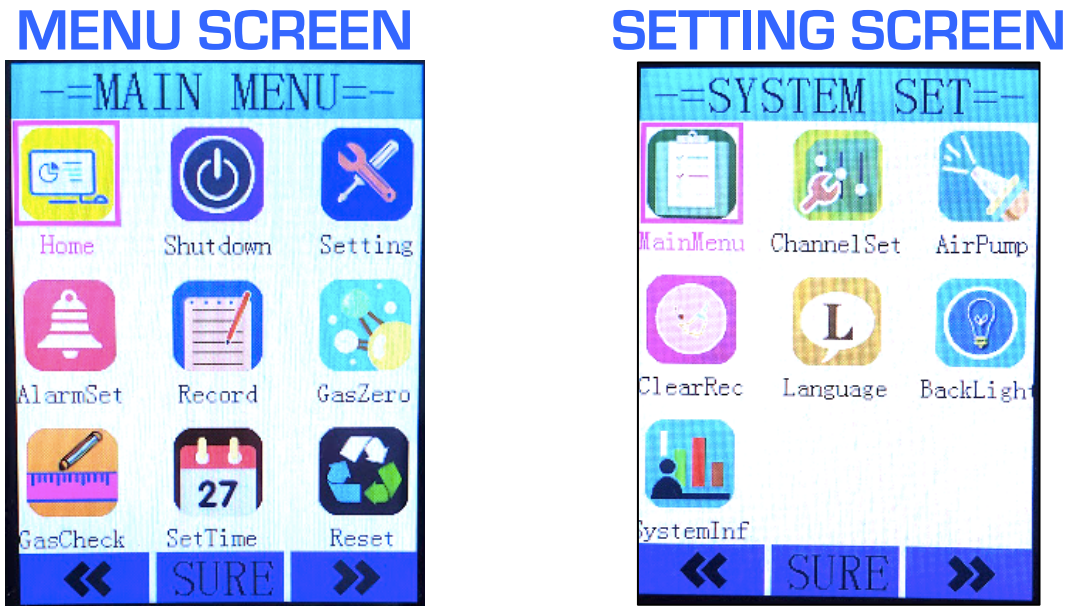 MENU SCREEN
SETTING SCREEN
-=MAIN MENU=-
Home Shutdown Setting
AlarmSet Record GasZero
27
GasCheck SetTime Reset
SURE
-=SYSTEM SET=-
MainMenu ChannelSet AirPump
L
ClearRec Language BackLight
SystemInf
SURE